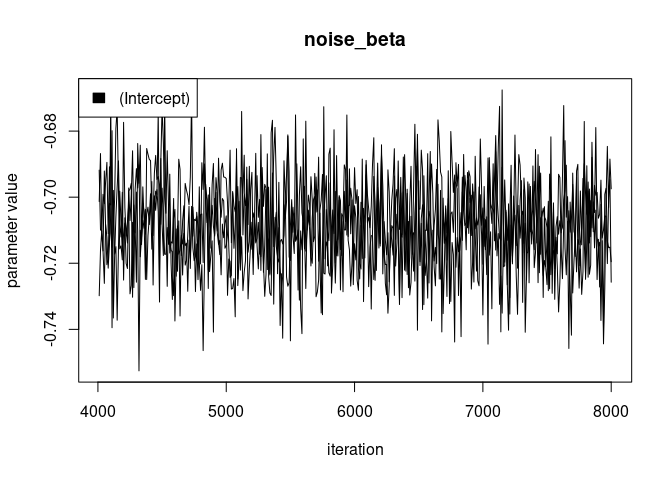 noise_beta
(Intercept)
parameter value
-0.68
-0.70
-0.72
-0.74
4000 5000 6000 7000 8000
iteration